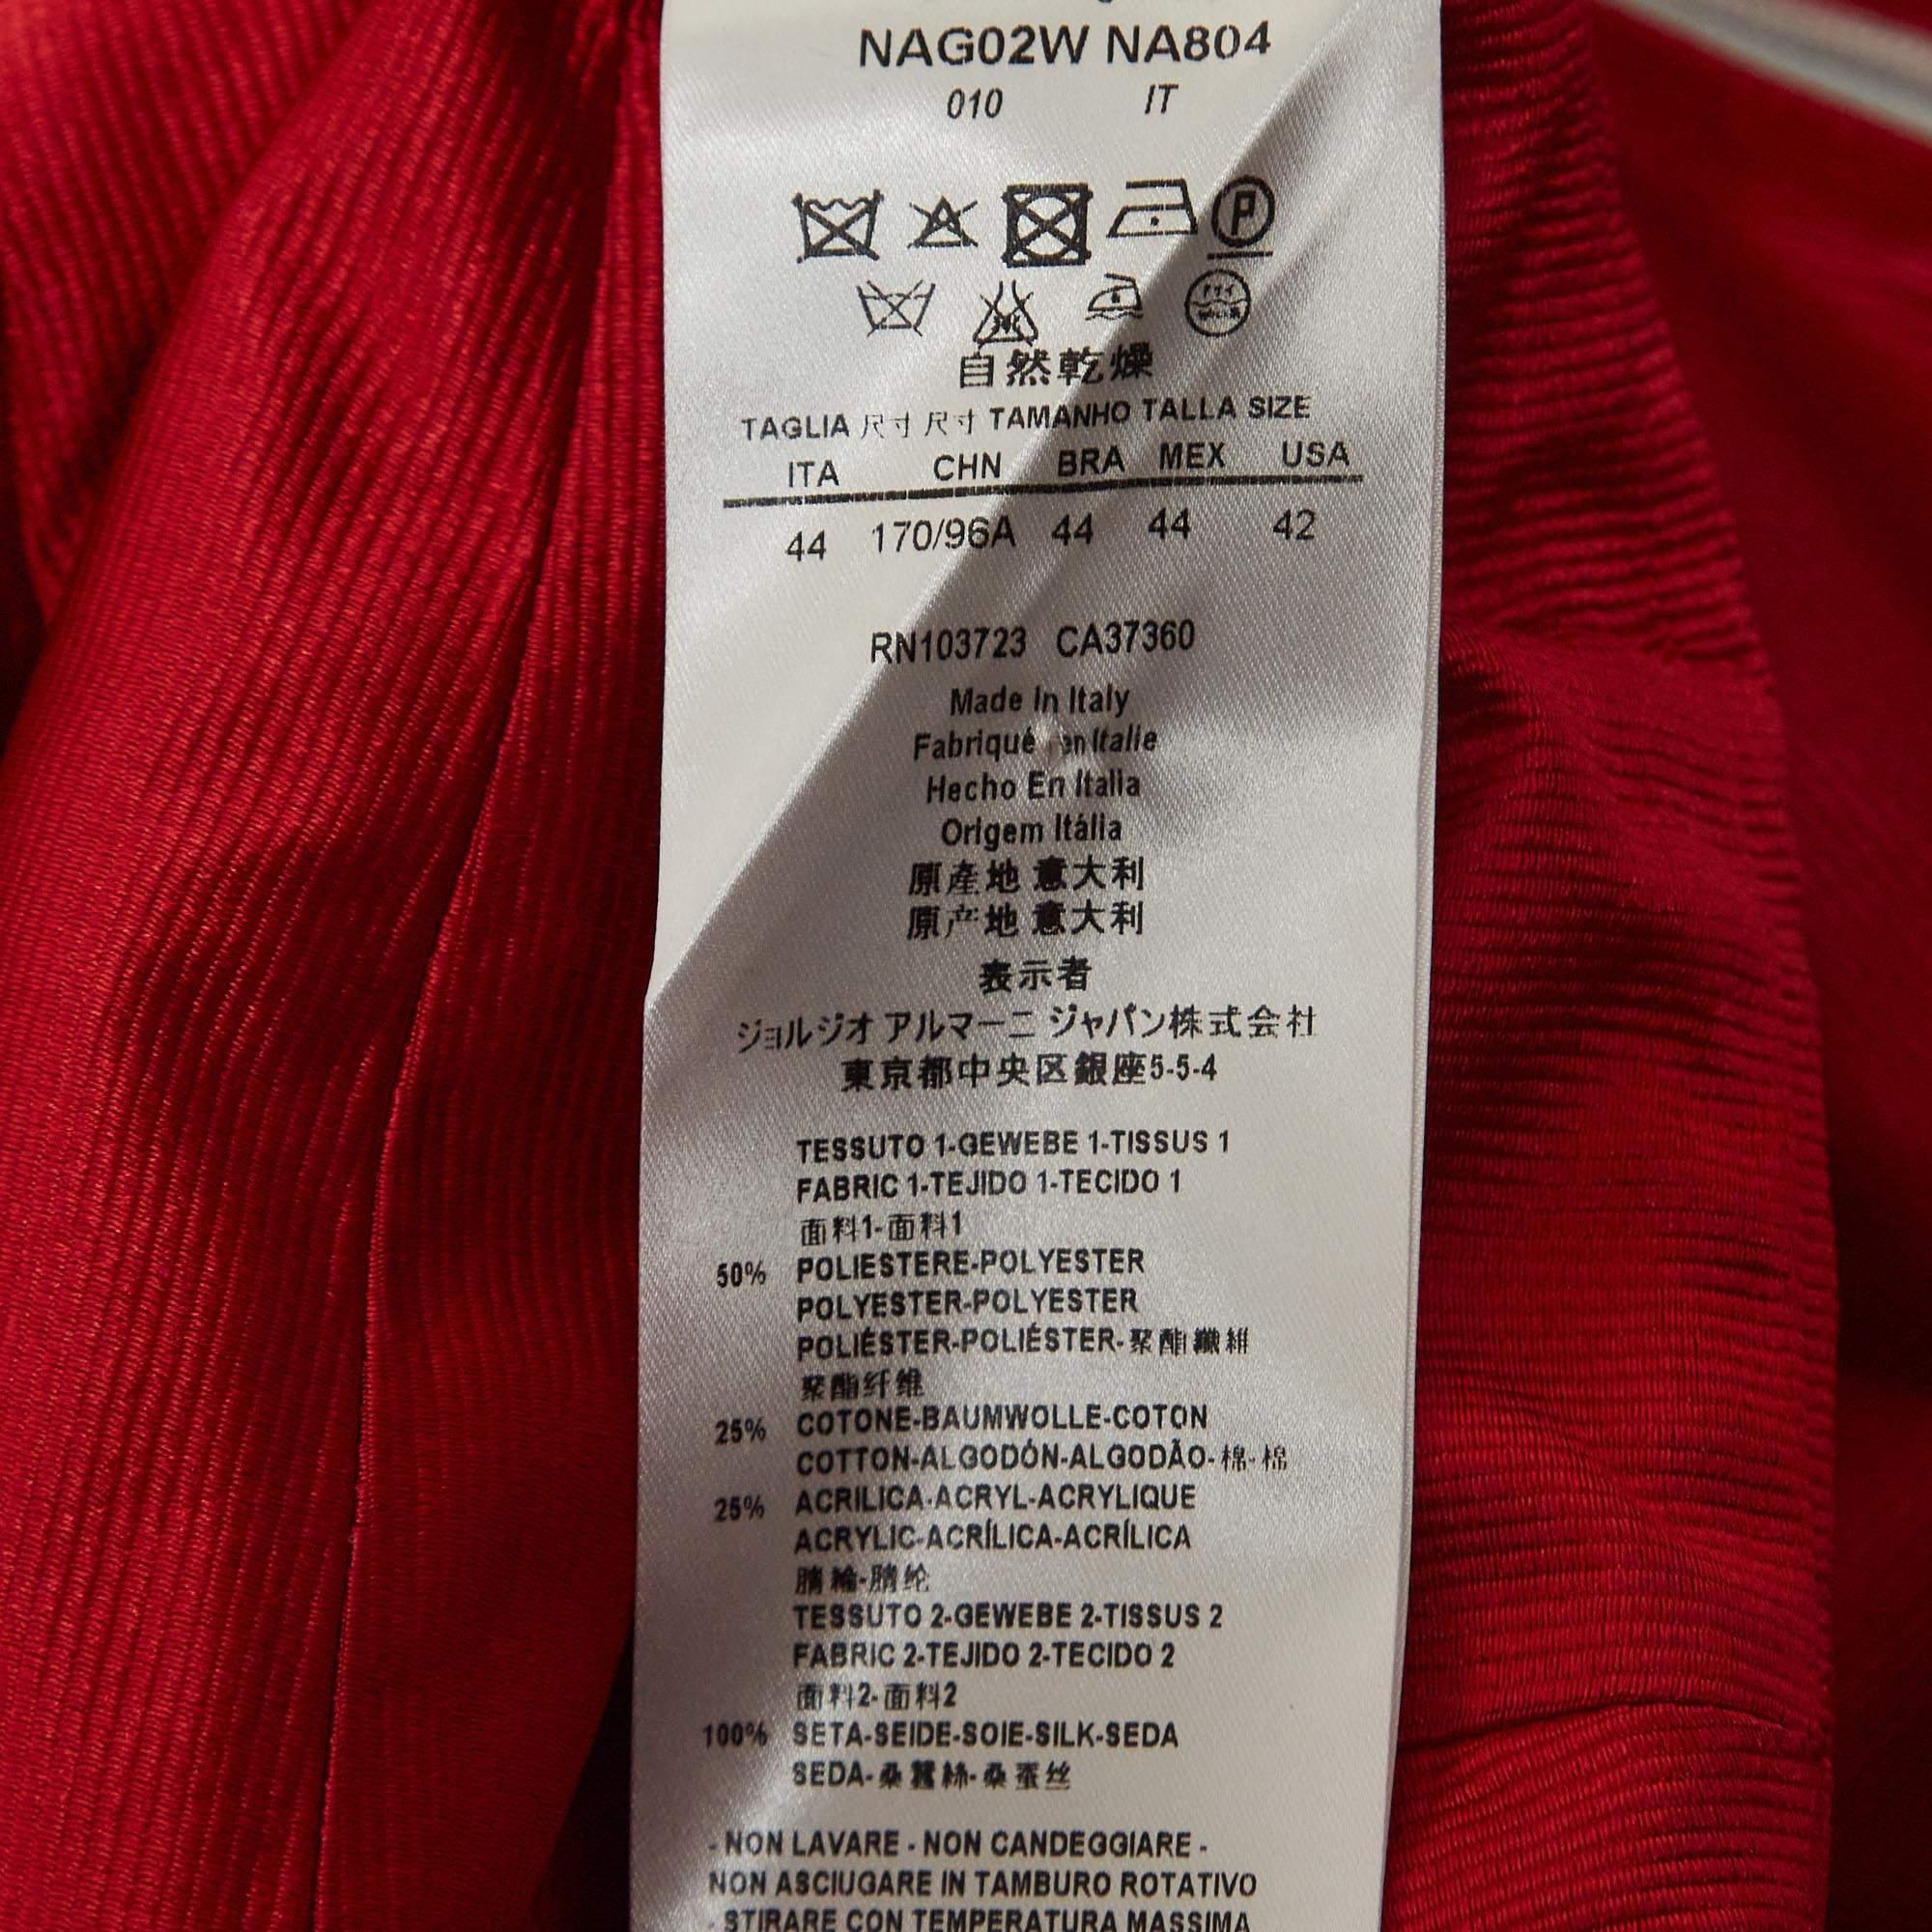 NAG02W NA804
010 IT
P
自然乾燥
TAGLIA 尺寸 尺寸 TAMANHO TALLA SIZE
ITA CHN BRA MEX USA
44 170/96A 44 44 42
RN103723 CA37360
Made In Italy
Fabriqué en Italie
Hecho En Italia
Origem Itália
原產地 意大利
原产地 意大利
表示者
ジョルジオ アルマーニ ジャパン株式会社
東京都中央区銀座5-5-4
TESSUTO 1-GEWEBE 1-TISSUS 1
FABRIC 1-TEJIDO 1-TECIDO 1
面料1-面料1
50% POLIESTERE-POLYESTER
POLYESTER-POLYESTER
POLIÉSTER-POLIÉSTER-聚酯纖維
聚酯纤维
25% COTONE-BAUMWOLLE-COTON
COTTON-ALGODÓN-ALGODÃO-棉-棉
25% ACRILICA-ACRYL-ACRYLIQUE
ACRYLIC-ACRÍLICA-ACRÍLICA
腈綸-腈纶
TESSUTO 2-GEWEBE 2-TISSUS 2
FABRIC 2-TEJIDO 2-TECIDO 2
面料2-面料2
100% SETA-SEIDE-SOIE-SILK-SEDA
SEDA-桑蠶絲-桑蚕丝
- NON LAVARE - NON CANDEGGIARE -
NON ASCIUGARE IN TAMBURO ROTATIVO
- STIRARE CON TEMPERATURA MASSIMA